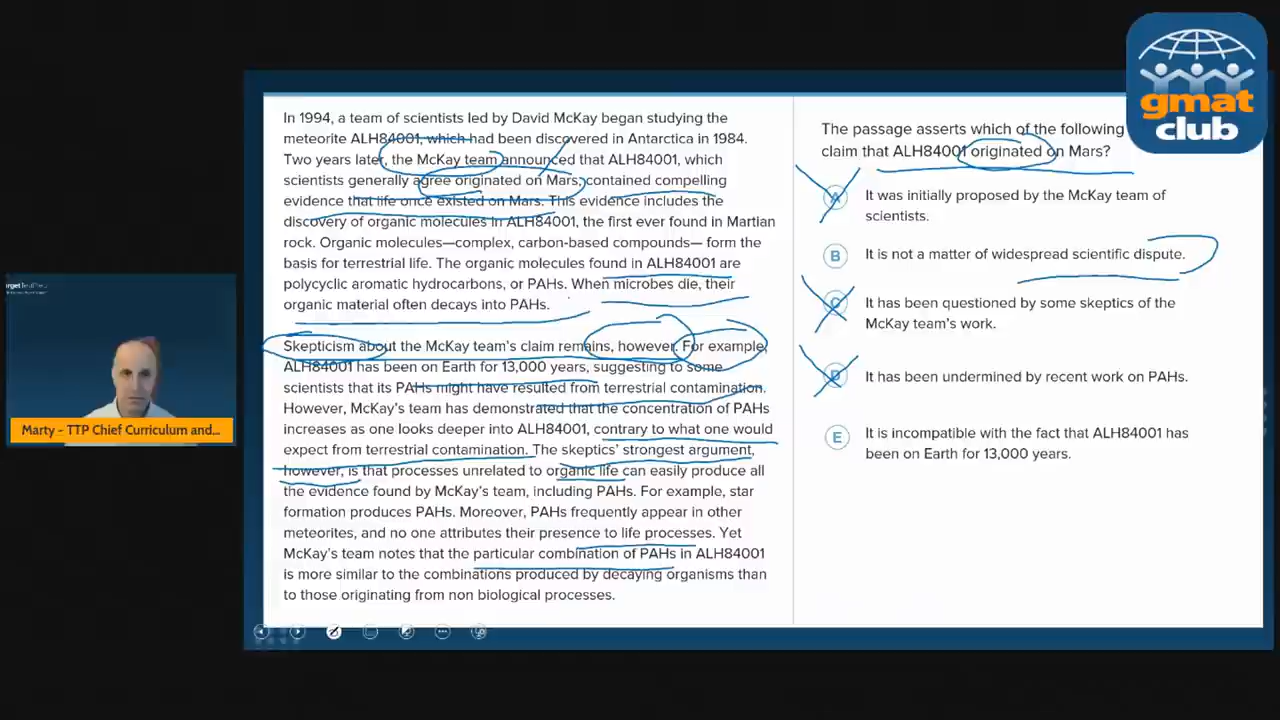 gmat
club
In 1994, a team of scientists led by David McKay began studying the
meteorite ALH84001, which had been discovered in Antarctica in 1984.
Two years later, the McKay team announced that ALH84001, which
scientists generally agree originated on Mars, contained compelling
evidence that life once existed on Mars. This evidence includes the
discovery of organic molecules in ALH84001, the first ever found in Martian
rock. Organic molecules—complex, carbon-based compounds— form the
basis for terrestrial life. The organic molecules found in ALH84001 are
polycyclic aromatic hydrocarbons, or PAHs. When microbes die, their
organic material often decays into PAHs.
Skepticism about the McKay team's claim remains, however. For example,
ALH84001 has been on Earth for 13,000 years, suggesting to some
scientists that its PAHs might have resulted from terrestrial contamination.
However, McKay's team has demonstrated that the concentration of PAHs
increases as one looks deeper into ALH84001, contrary to what one would
expect from terrestrial contamination. The skeptics' strongest argument,
however, is that processes unrelated to organic life can easily produce all
the evidence found by McKay's team, including PAHs. For example, star
formation produces PAHs. Moreover, PAHs frequently appear in other
meteorites, and no one attributes their presence to life processes. Yet
McKay's team notes that the particular combination of PAHs in ALH84001
is more similar to the combinations produced by decaying organisms than
to those originating from non biological processes.
The passage asserts which of the following
claim that ALH84001 originated on Mars?
A It was initially proposed by the McKay team of
scientists.
B It is not a matter of widespread scientific dispute.
C It has been questioned by some skeptics of the
McKay team's work.
D It has been undermined by recent work on PAHs.
E It is incompatible with the fact that ALH84001 has
been on Earth for 13,000 years.
Marty - TTP Chief Curriculum and...